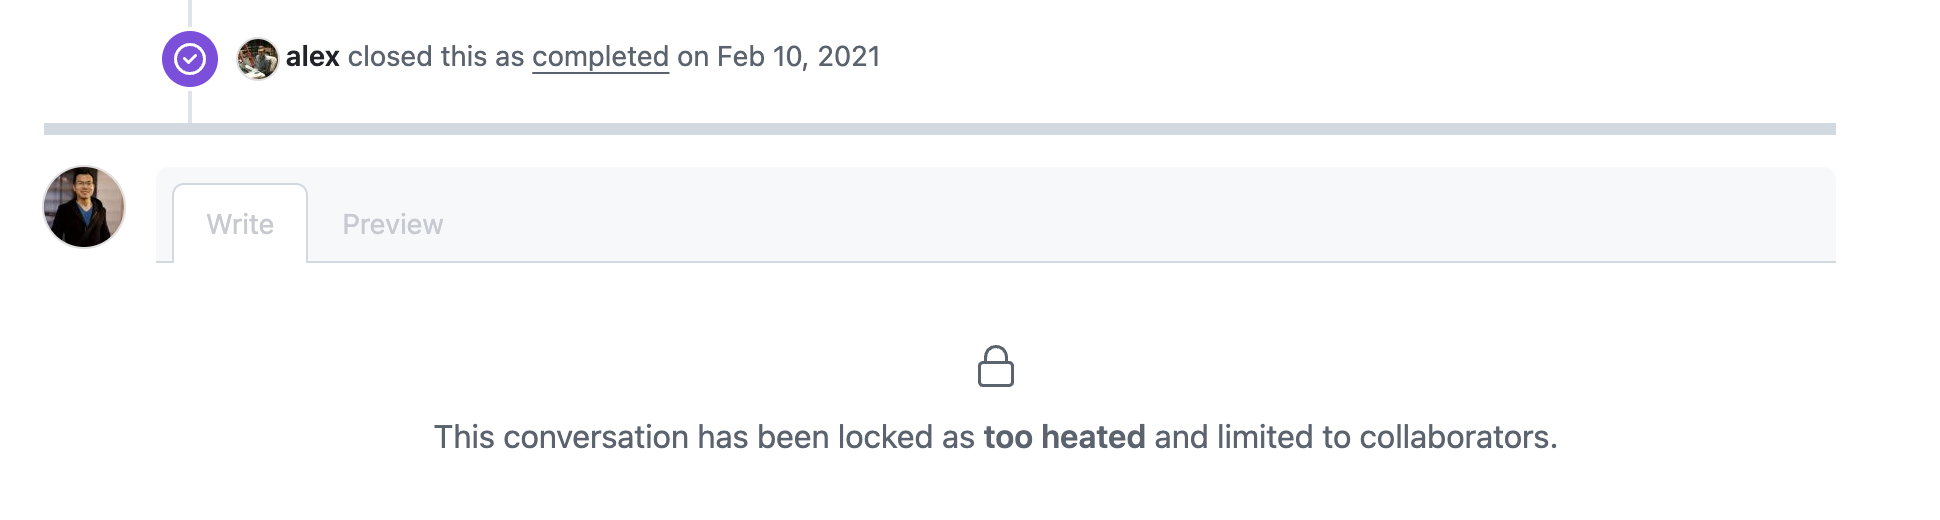 alex closed this as completed on Feb 10, 2021
Write Preview
This conversation has been locked as too heated and limited to collaborators.